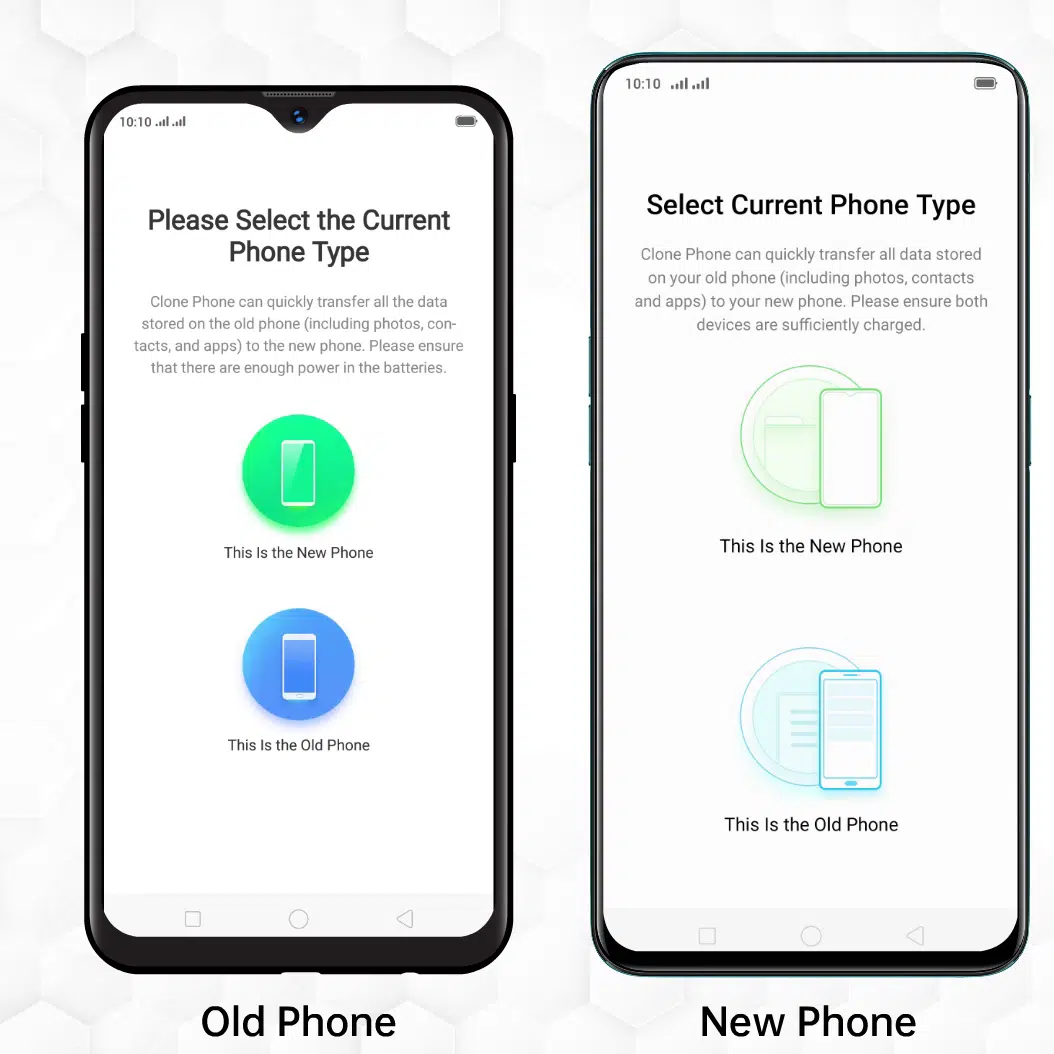 10:10
Please Select the Current
Phone Type
Clone Phone can quickly transfer all the data
stored on the old phone (including photos, con-
tacts, and apps) to the new phone. Please ensure
that there are enough power in the batteries.
This Is the New Phone
This Is the Old Phone
Old Phone
10:10
Select Current Phone Type
Clone Phone can quickly transfer all data stored
on your old phone (including photos, contacts
and apps) to your new phone. Please ensure both
devices are sufficiently charged.
This Is the New Phone
This Is the Old Phone
New Phone